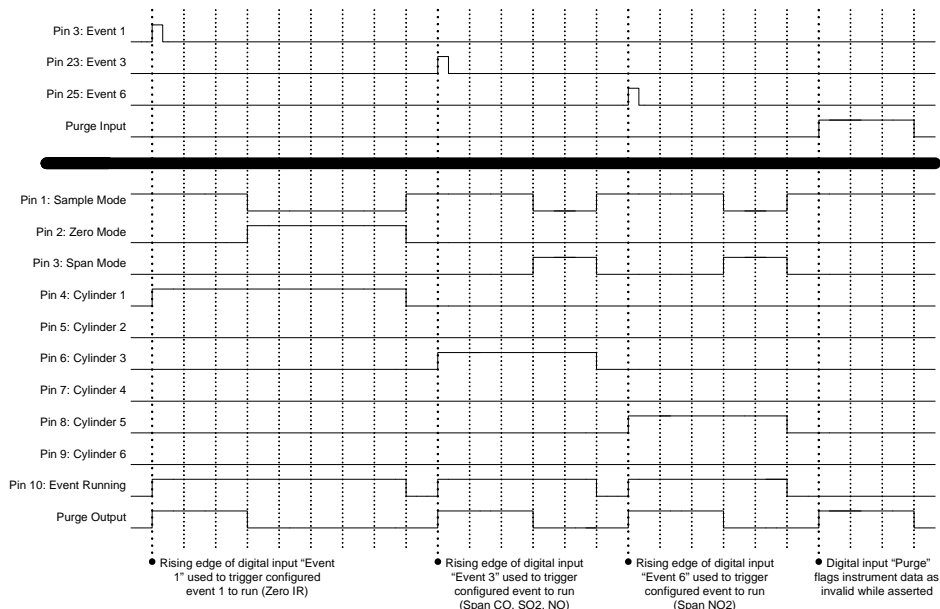 Pin 3: Event 1
Pin 23: Event 3
Pin 25: Event 6
Purge Input
Pin 1: Sample Mode
Pin 2: Zero Mode
Pin 3: Span Mode
Pin 4: Cylinder 1
Pin 5: Cylinder 2
Pin 6: Cylinder 3
Pin 7: Cylinder 4
Pin 8: Cylinder 5
Pin 9: Cylinder 6
Pin 10: Event Running
Purge Output
Rising edge of digital input “Event
1” used to trigger configured
event 1 to run (Zero IR)
Rising edge of digital input
“Event 3” used to trigger
configured event to run
(Span CO, SO2, NO)
Rising edge of digital input
“Event 6” used to trigger
configured event to run
(Span NO2)
Digital input “Purge”
flags instrument data as
invalid while asserted